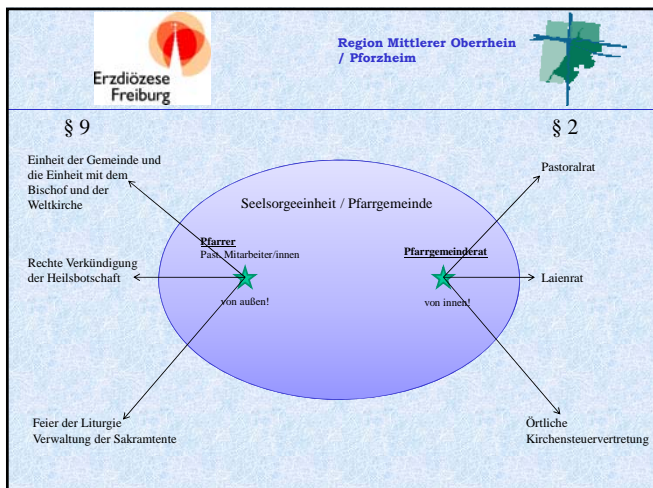 Erzdiözese
Freiburg
Region Mittlerer Oberrhein
/ Pforzheim
§ 9
§ 2
Einheit der Gemeinde und
die Einheit mit dem
Bischof und der
Weltkirche
Pastoralrat
Seelsorgeeinheit / Pfarrgemeinde
Pfarrer
Past. Mitarbeiter/innen
Pfarrgemeinderat
Rechte Verkündigung
der Heilsbotschaft
Laienrat
von außen!
von innen!
Feier der Liturgie
Verwaltung der Sakramtente
Örtliche
Kirchensteuervertretung